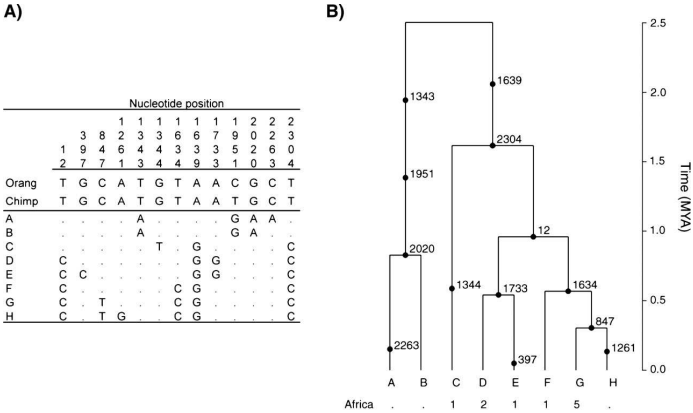 A)
Nucleotide position
1 1 1 1 1 1 1 2 2 2
3 8 2 3 3 6 6 7 9 0 2 3
1 9 4 6 4 4 3 3 3 5 2 6 0
2 7 7 1 3 4 4 9 3 1 0 3 4
Orang T G C A T G T A A C G C T
Chimp T G C A T G T A A T G C T
A . . . . A . . . . G A A .
B . . . . A . . . . G A . .
C . . . . . T . G . . . . C
D C . . . . . . G G . . . C
E C C . . . . . G G . . . C
F C . . . . . C G . . . . C
G C . T . . . C G . . . . C
H C . T G . . C G . . . . C
B)
2.5
1639
1343
2.0
2304
1.5
1951
12
1.0
2020
1344
1733
1634
0.5
847
2263
397
1261
0.0
Time (MYA)
A B C D E F G H
Africa . . 1 2 1 1 5 .